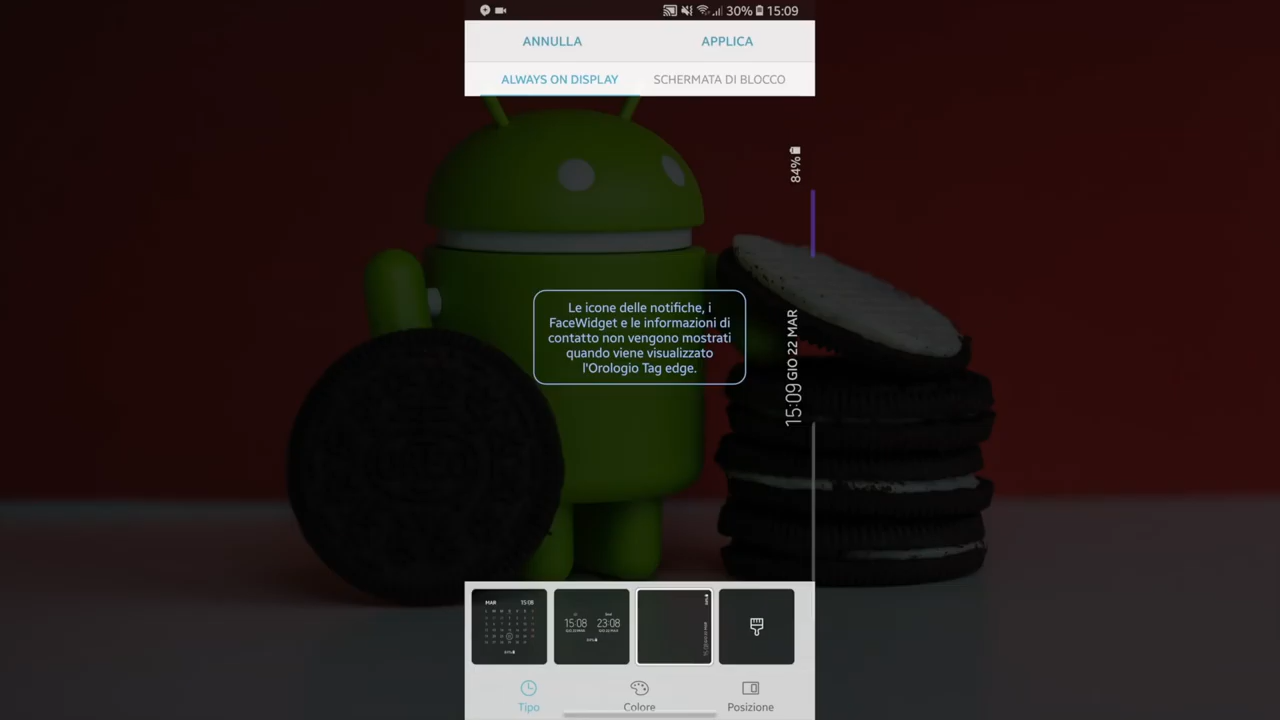 30% 15:09
ANNULLA
APPLICA
ALWAYS ON DISPLAY
SCHERMATA DI BLOCCO
84%
15:09 GIO 22 MAR
Le icone delle notifiche, i
FaceWidget e le informazioni di
contatto non vengono mostrati
quando viene visualizzato
l'Orologio Tag edge.
MAR 15:08
15:08 23:08
Tipo
Colore
Posizione